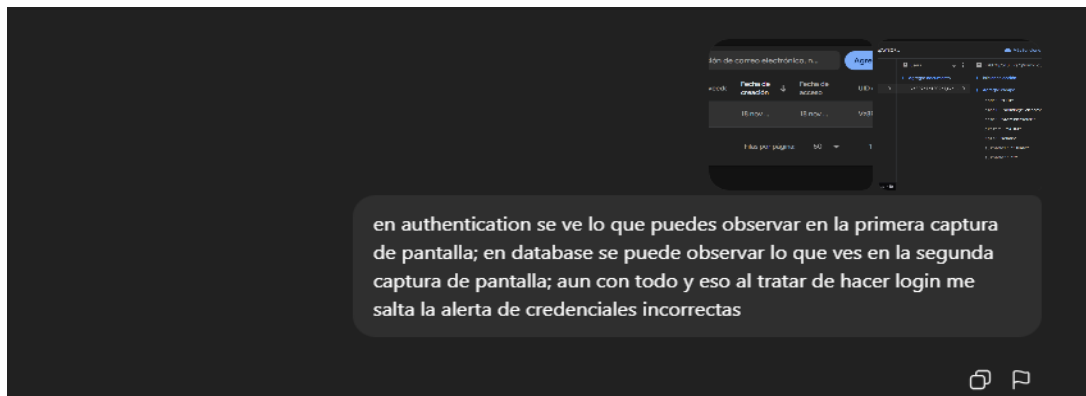 ión de correo electrónico, n...
Agre
Fecha de creación
Fecha de acceso
UID
18 nov ...
18 nov ...
Filas por página:
50
1
en authentication se ve lo que puedes observar en la primera captura
de pantalla; en database se puede observar lo que ves en la segunda
captura de pantalla; aun con todo y eso al tratar de hacer login me
salta la alerta de credenciales incorrectas